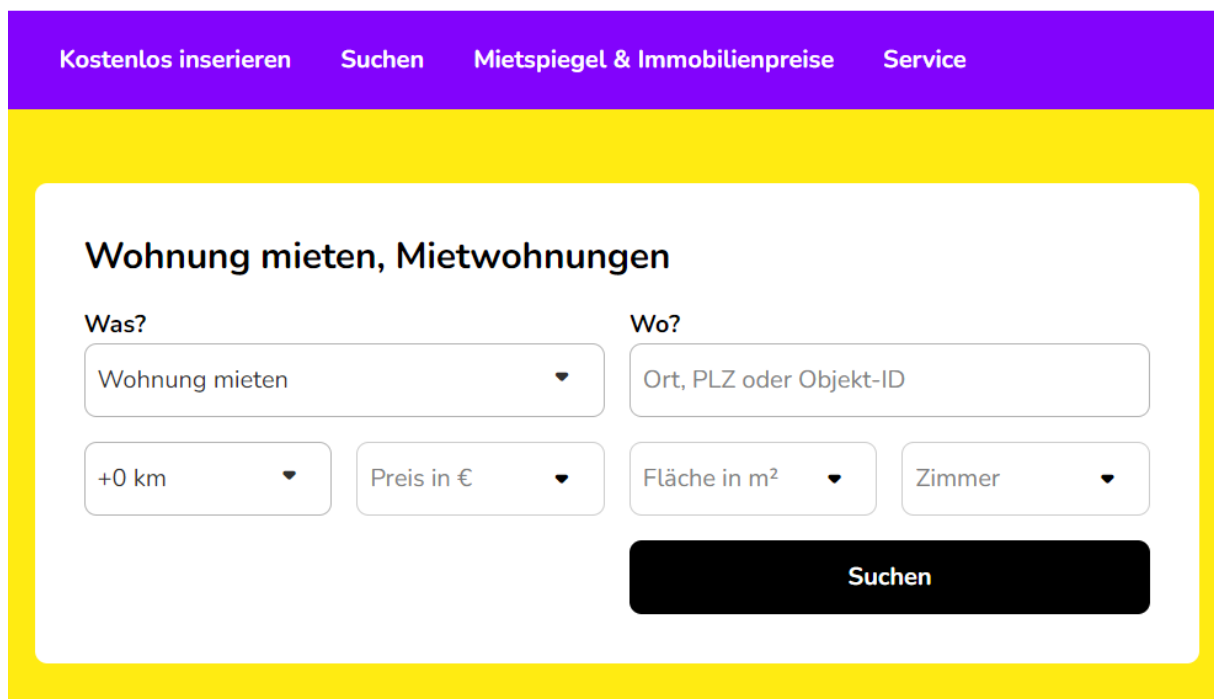 Kostenlos inserieren Suchen Mietspiegel & Immobilienpreise Service
Wohnung mieten, Mietwohnungen
Was? Wo?
Wohnung mieten Ort, PLZ oder Objekt-ID
+0 km Preis in € Fläche in m² Zimmer
Suchen